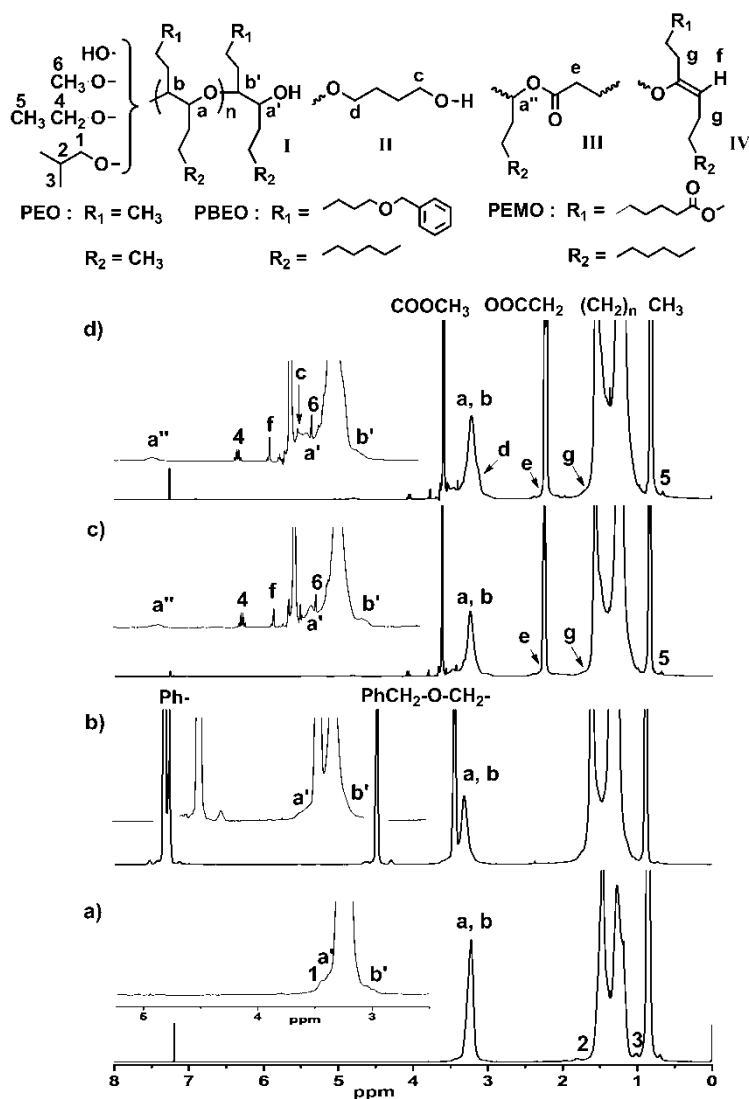 HO·
6
CH₃O–
5 4
CH₃ CH₂O–
1
2 O–
3
R₁ R₁
b O b' OH
( a )n a'
R₂ R₂
I
O c
d O-H
II
O e
a'' O
R₂
III
R₁
g f
O H
g
R₂
IV
PEO : R₁ = CH₃
R₂ = CH₃
PBEO : R₁ = O
R₂ =
PEMO : R₁ = O
O
R₂ =
COOCH₃ OOCCH₂ (CH₂)n CH₃
d)
a'' 4 f c a' 6 b'
a, b d e g 5
c)
a'' 4 f a' 6 b'
a, b e g 5
Ph- PhCH₂-O-CH₂-
b)
a' b' a, b
a)
1 a' b' a, b
2 3
5 4 3
ppm
8 7 6 5 4 3 2 1 0
ppm